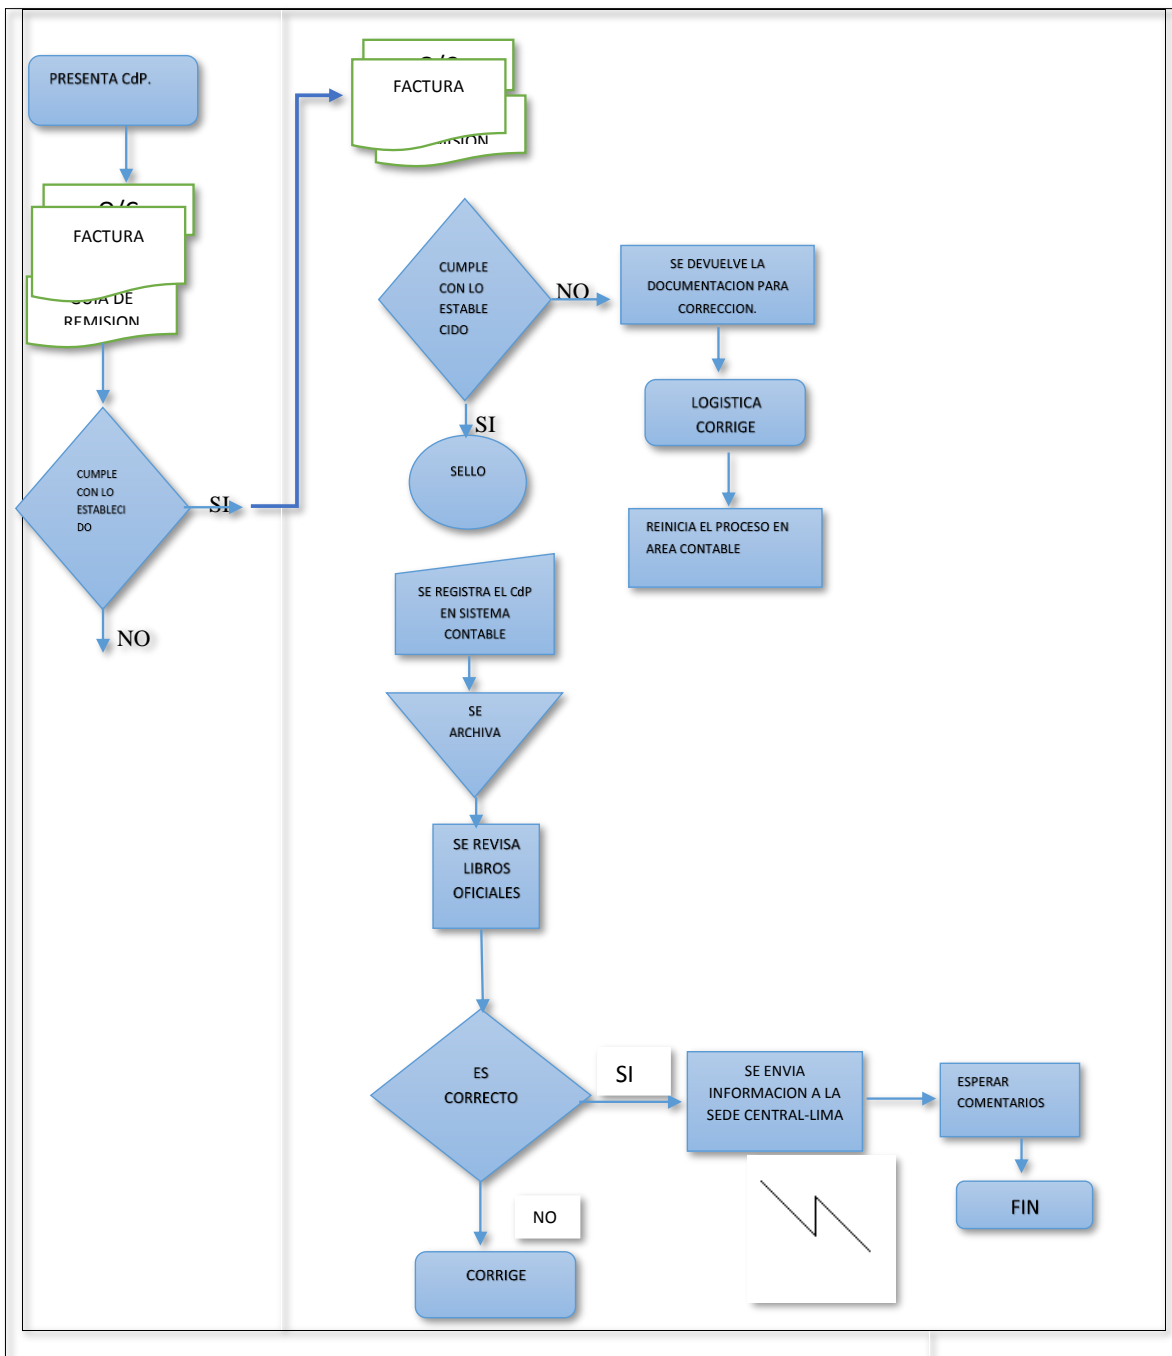 PRESENTA CdP.
FACTURA
GUIA DE
REMISION
CUMPLE
CON LO
ESTABLECI
DO
SI
NO
FACTURA
CUMPLE
CON LO
ESTABLE
CIDO
NO
SE DEVUELVE LA
DOCUMENTACION PARA
CORRECCION.
LOGISTICA
CORRIGE
REINICIA EL PROCESO EN
AREA CONTABLE
SI
SELLO
SE REGISTRA EL CdP
EN SISTEMA
CONTABLE
SE
ARCHIVA
SE REVISA
LIBROS
OFICIALES
ES
CORRECTO
SI
SE ENVIA
INFORMACION A LA
SEDE CENTRAL-LIMA
ESPERAR
COMENTARIOS
FIN
NO
CORRIGE